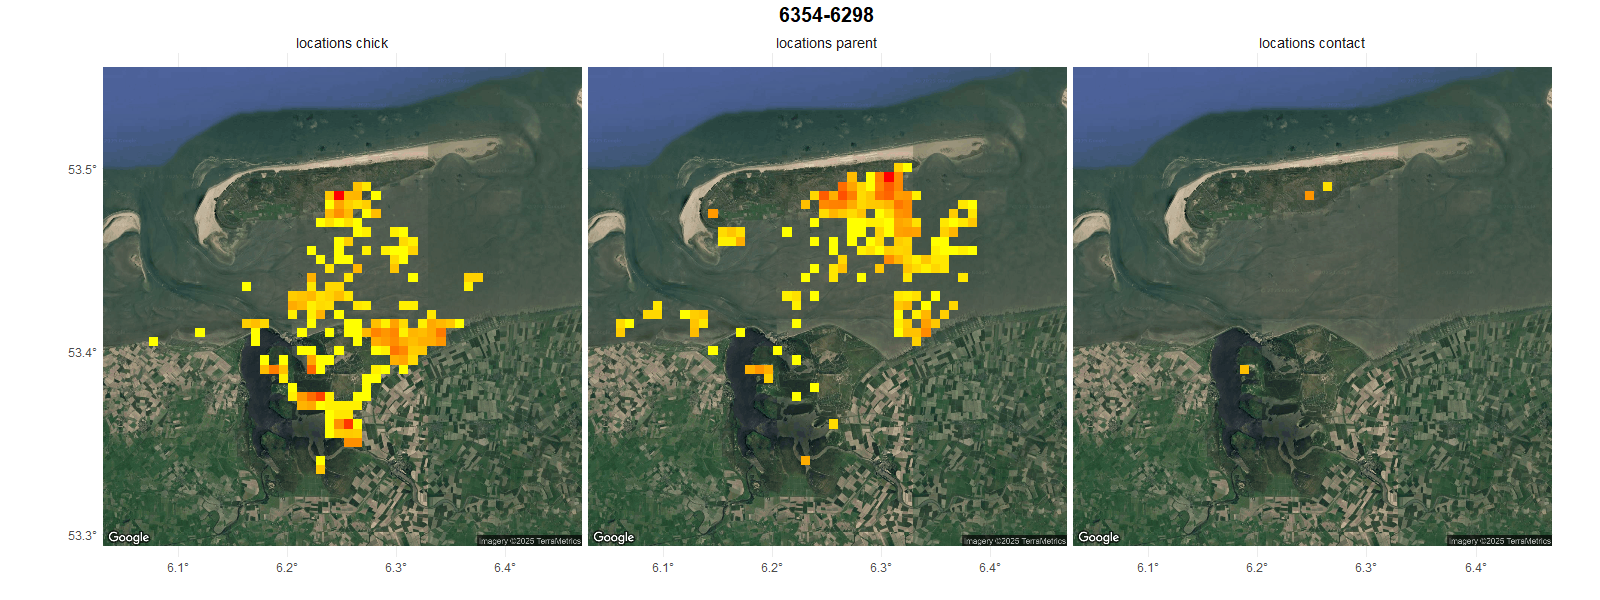 6354-6298
locations chick
locations parent
locations contact
53.5°
53.4°
53.3°
Google
Imagery ©2025 TerraMetrics
Google
Imagery ©2025 TerraMetrics
Google
Imagery ©2025 TerraMetrics
6.1°
6.2°
6.3°
6.4°
6.1°
6.2°
6.3°
6.4°
6.1°
6.2°
6.3°
6.4°